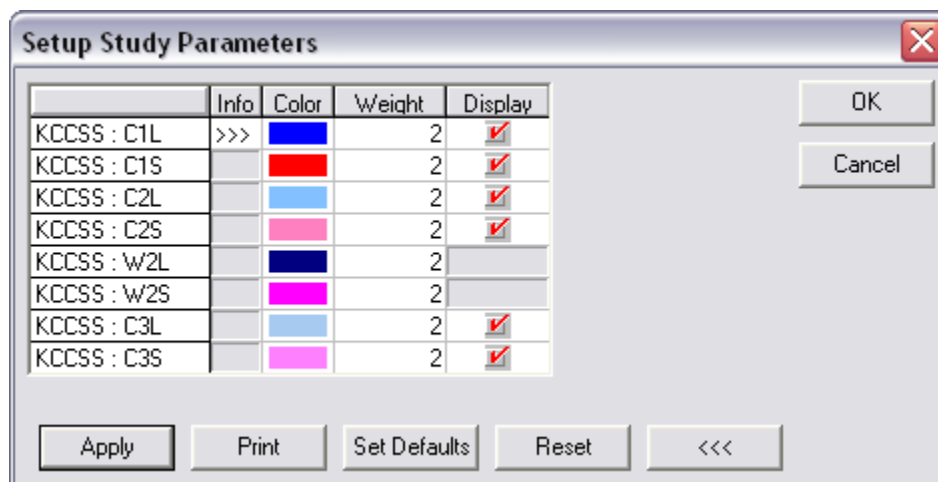 Setup Study Parameters
Info Color Weight Display
KCCSS : C1L >>> 2
KCCSS : C1S 2
KCCSS : C2L 2
KCCSS : C2S 2
KCCSS : W2L 2
KCCSS : W2S 2
KCCSS : C3L 2
KCCSS : C3S 2
OK
Cancel
Apply Print Set Defaults Reset <<<